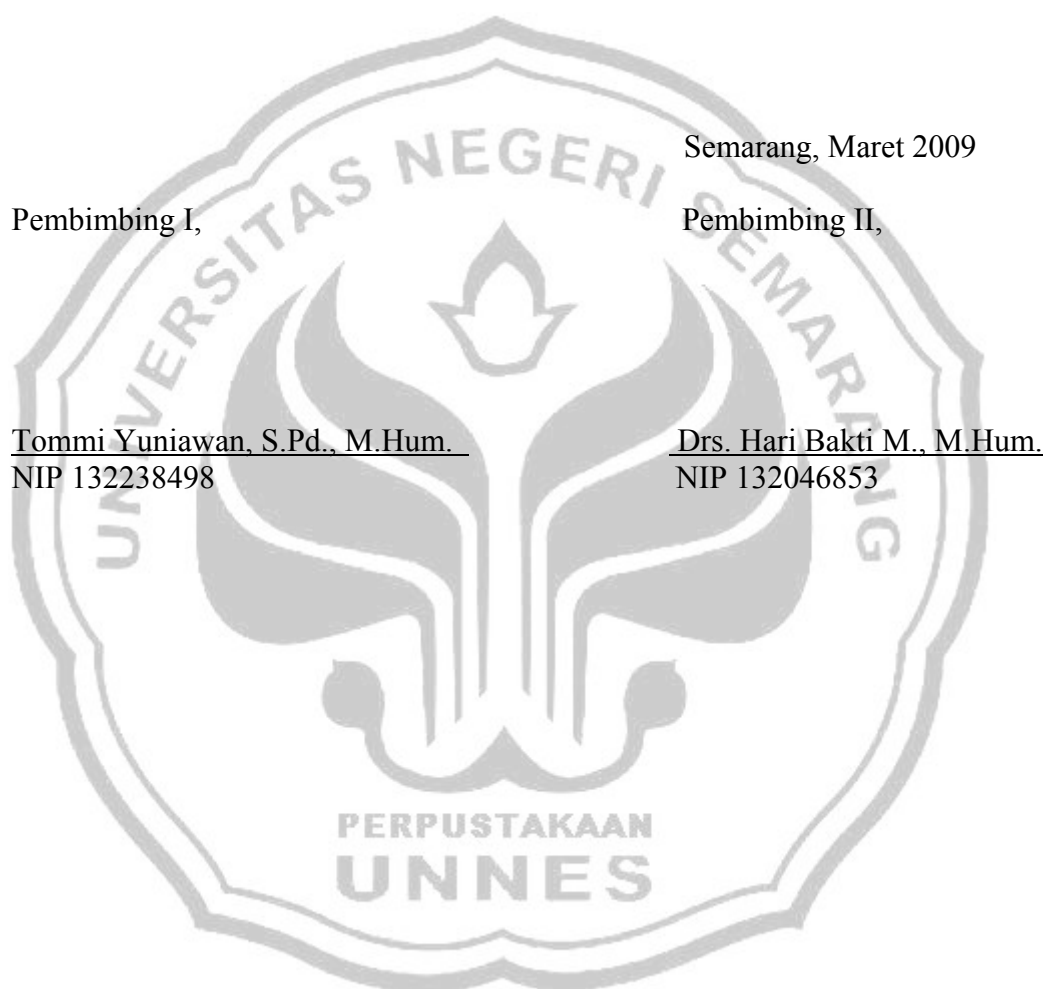 Semarang, Maret 2009
Pembimbing I, Pembimbing II,
Tommi Yuniawan, S.Pd., M.Hum. Drs. Hari Bakti M., M.Hum.
NIP 132238498 NIP 132046853
UNIVERSITAS NEGERI SEMARANG
PERPUSTAKAAN
UNNES